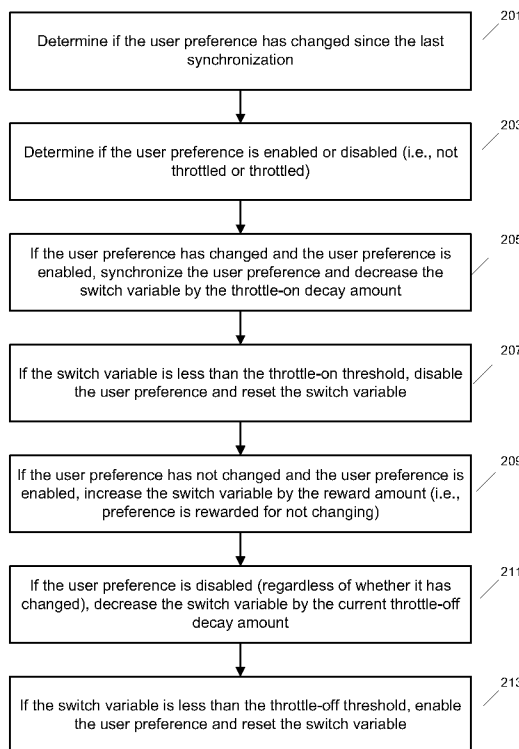 201
Determine if the user preference has changed since the last
synchronization
203
Determine if the user preference is enabled or disabled (i.e., not
throttled or throttled)
205
If the user preference has changed and the user preference is
enabled, synchronize the user preference and decrease the
switch variable by the throttle-on decay amount
207
If the switch variable is less than the throttle-on threshold, disable
the user preference and reset the switch variable
209
If the user preference has not changed and the user preference is
enabled, increase the switch variable by the reward amount (i.e.,
preference is rewarded for not changing)
211
If the user preference is disabled (regardless of whether it has
changed), decrease the switch variable by the current throttle-off
decay amount
213
If the switch variable is less than the throttle-off threshold, enable
the user preference and reset the switch variable